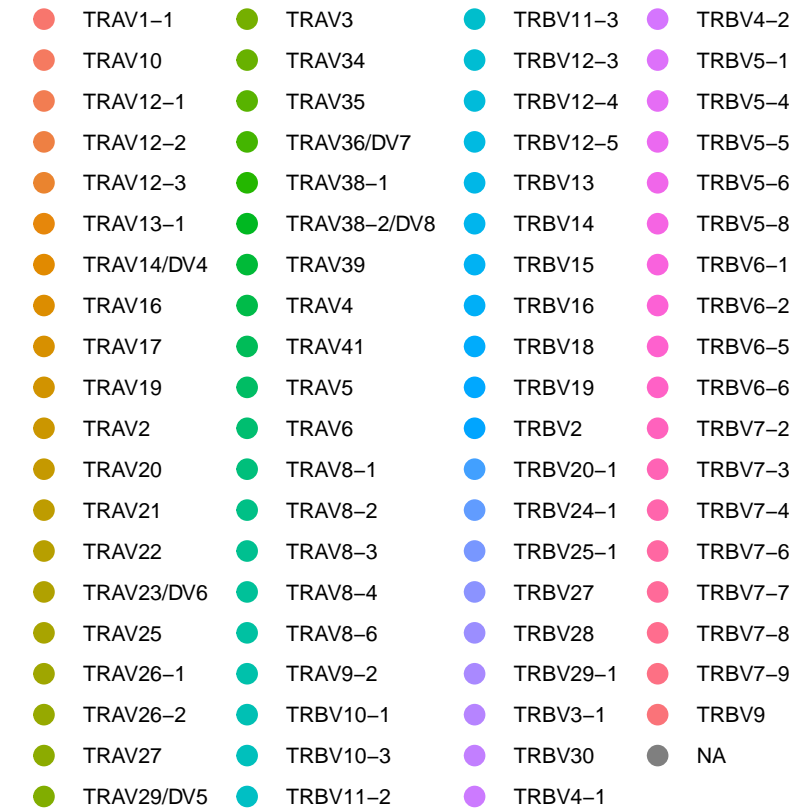 TRAV1−1
TRAV10
TRAV12−1
TRAV12−2
TRAV12−3
TRAV13−1
TRAV14/DV4
TRAV16
TRAV17
TRAV19
TRAV2
TRAV20
TRAV21
TRAV22
TRAV23/DV6
TRAV25
TRAV26−1
TRAV26−2
TRAV27
TRAV29/DV5
TRAV3
TRAV34
TRAV35
TRAV36/DV7
TRAV38−1
TRAV38−2/DV8
TRAV39
TRAV4
TRAV41
TRAV5
TRAV6
TRAV8−1
TRAV8−2
TRAV8−3
TRAV8−4
TRAV8−6
TRAV9−2
TRBV10−1
TRBV10−3
TRBV11−2
TRBV11−3
TRBV12−3
TRBV12−4
TRBV12−5
TRBV13
TRBV14
TRBV15
TRBV16
TRBV18
TRBV19
TRBV2
TRBV20−1
TRBV24−1
TRBV25−1
TRBV27
TRBV28
TRBV29−1
TRBV3−1
TRBV30
TRBV4−1
TRBV4−2
TRBV5−1
TRBV5−4
TRBV5−5
TRBV5−6
TRBV5−8
TRBV6−1
TRBV6−2
TRBV6−5
TRBV6−6
TRBV7−2
TRBV7−3
TRBV7−4
TRBV7−6
TRBV7−7
TRBV7−8
TRBV7−9
TRBV9
NA